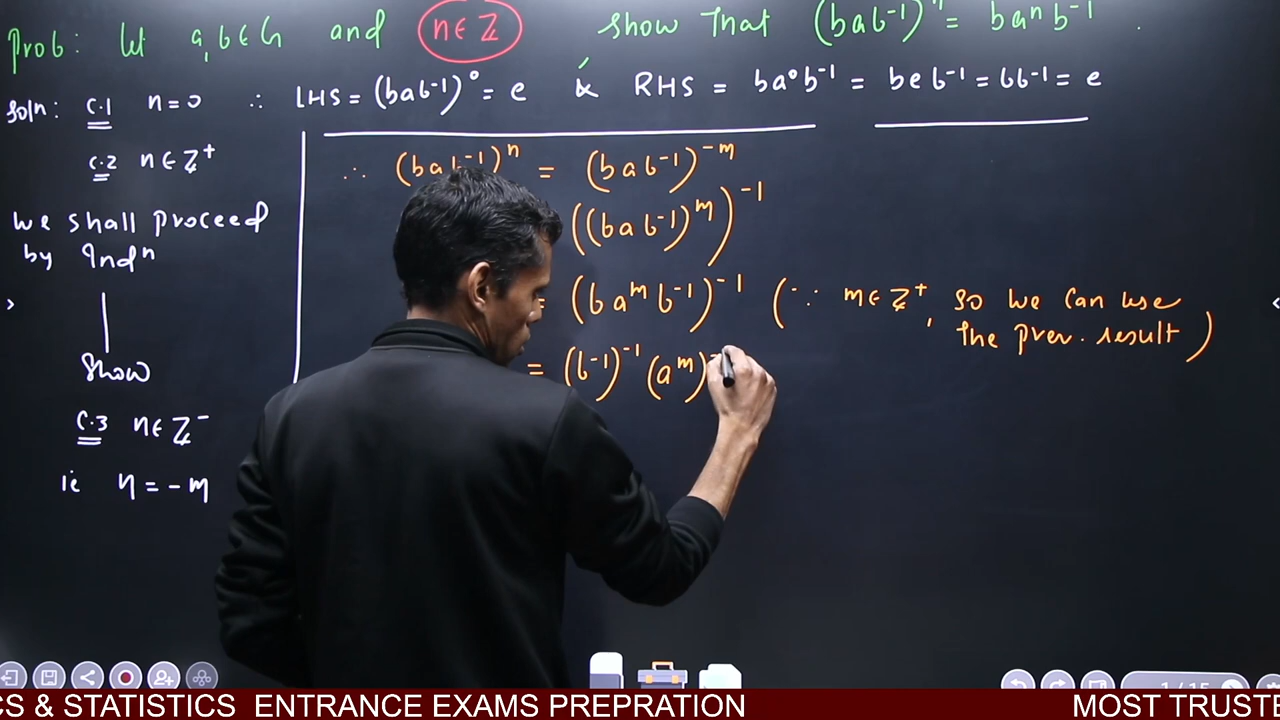 Prob: Let a,b∈G and n∈Z show that (bab⁻¹)ⁿ = baⁿb⁻¹.
Soln: C.1 n=0 ∴ LHS = (bab⁻¹)⁰ = e & RHS = ba⁰b⁻¹ = beb⁻¹ = bb⁻¹ = e
C.2 n∈Z⁺
We shall proceed
by Indⁿ
Show
C.3 n∈Z⁻
ie n = -m
∴ (bab⁻¹)ⁿ = (bab⁻¹)⁻ᵐ
((bab⁻¹)ᵐ)⁻¹
= (baᵐb⁻¹)⁻¹ (∵ m∈Z⁺, so we can use
the prev. result)
= (b⁻¹)⁻¹ (aᵐ)
1/15
CS & STATISTICS ENTRANCE EXAMS PREPRATION MOST TRUSTE